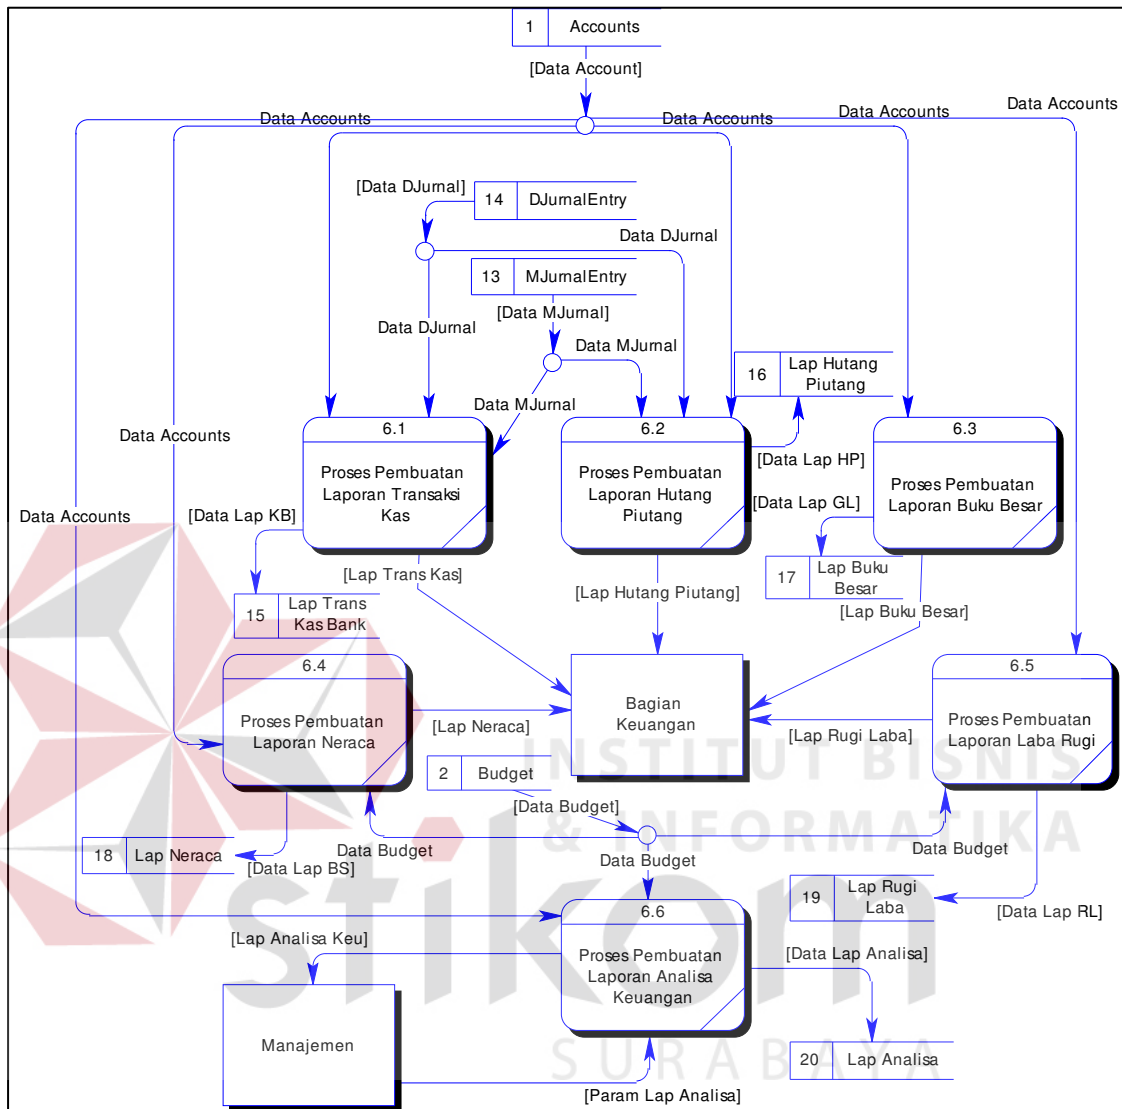 1 Accounts
[Data Account]
Data Accounts
Data Accounts
Data Accounts
Data Accounts
[Data DJurnal]
14 DJurnalEntry
Data DJurnal
13 MJurnalEntry
[Data MJurnal]
Data DJurnal
Data MJurnal
16 Lap Hutang
Piutang
Data MJurnal
Data Accounts
6.1
Proses Pembuatan
Laporan Transaksi
Kas
6.2
Proses Pembuatan
Laporan Hutang
Piutang
6.3
Proses Pembuatan
Laporan Buku Besar
[Data Lap HP]
Data Accounts
[Data Lap KB]
[Data Lap GL]
[Lap Trans Kas]
[Lap Hutang Piutang]
17 Lap Buku
Besar
[Lap Buku Besar]
15 Lap Trans
Kas Bank
6.4
Proses Pembuatan
Laporan Neraca
[Lap Neraca]
Bagian
Keuangan
6.5
Proses Pembuatan
Laporan Laba Rugi
[Lap Rugi Laba]
INSTITUT BISNIS
& INFORMATIKA
2 Budget
[Data Budget]
18 Lap Neraca
[Data Lap BS]
Data Budget
Data Budget
Data Budget
stikom
19 Lap Rugi
Laba
[Data Lap RL]
[Lap Analisa Keu]
6.6
Proses Pembuatan
Laporan Analisa
Keuangan
[Data Lap Analisa]
Manajemen
SURABAYA
20 Lap Analisa
[Param Lap Analisa]